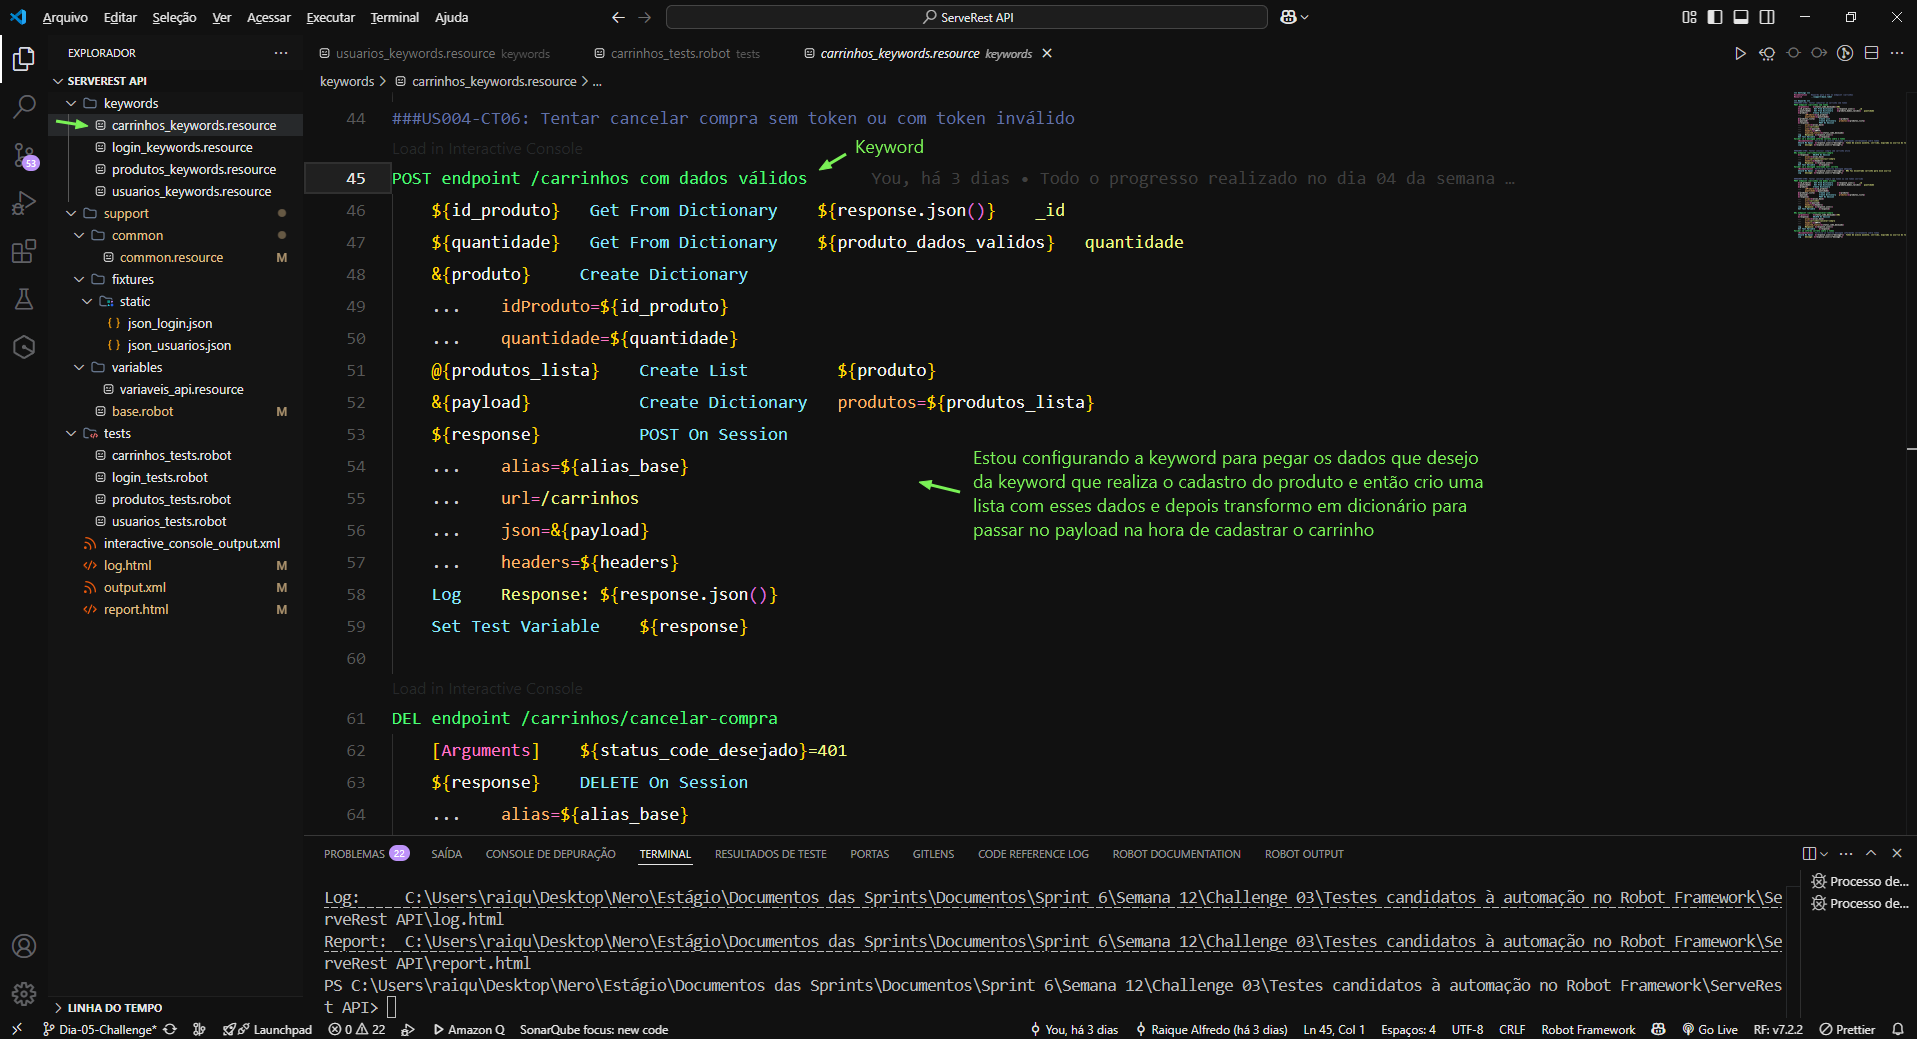 Arquivo Editar Seleção Ver Acessar Executar Terminal Ajuda
ServeRest API
EXPLORADOR
SERVEREST API
keywords
carrinhos_keywords.resource
login_keywords.resource
produtos_keywords.resource
usuarios_keywords.resource
support
common
common.resource M
fixtures
static
json_login.json
json_usuarios.json
variables
variaveis_api.resource
base.robot M
tests
carrinhos_tests.robot
login_tests.robot
produtos_tests.robot
usuarios_tests.robot
interactive_console_output.xml
log.html M
output.xml M
report.html M
LINHA DO TEMPO
53
usuarios_keywords.resource keywords
carrinhos_tests.robot tests
carrinhos_keywords.resource keywords
keywords > carrinhos_keywords.resource > ...
44 ###US004-CT06: Tentar cancelar compra sem token ou com token inválido
Load in Interactive Console
Keyword
45 POST endpoint /carrinhos com dados válidos You, há 3 dias • Todo o progresso realizado no dia 04 da semana …
46 ${id_produto} Get From Dictionary ${response.json()} _id
47 ${quantidade} Get From Dictionary ${produto_dados_validos} quantidade
48 &{produto} Create Dictionary
49 ... idProduto=${id_produto}
50 ... quantidade=${quantidade}
51 @{produtos_lista} Create List ${produto}
52 &{payload} Create Dictionary produtos=${produtos_lista}
53 ${response} POST On Session
54 ... alias=${alias_base}
55 ... url=/carrinhos
56 ... json=&{payload}
57 ... headers=${headers}
58 Log Response: ${response.json()}
59 Set Test Variable ${response}
60
Estou configurando a keyword para pegar os dados que desejo
da keyword que realiza o cadastro do produto e então crio uma
lista com esses dados e depois transformo em dicionário para
passar no payload na hora de cadastrar o carrinho
Load in Interactive Console
61 DEL endpoint /carrinhos/cancelar-compra
62 [Arguments] ${status_code_desejado}=401
63 ${response} DELETE On Session
64 ... alias=${alias_base}
PROBLEMAS 22 SAÍDA CONSOLE DE DEPURAÇÃO TERMINAL RESULTADOS DE TESTE PORTAS GITLENS CODE REFERENCE LOG ROBOT DOCUMENTATION ROBOT OUTPUT
Log: C:\Users\raiqu\Desktop\Nero\Estágio\Documentos das Sprints\Documentos\Sprint 6\Semana 12\Challenge 03\Testes candidatos à automação no Robot Framework\Se
rveRest API\log.html
Report: C:\Users\raiqu\Desktop\Nero\Estágio\Documentos das Sprints\Documentos\Sprint 6\Semana 12\Challenge 03\Testes candidatos à automação no Robot Framework\Se
rveRest API\report.html
PS C:\Users\raiqu\Desktop\Nero\Estágio\Documentos das Sprints\Documentos\Sprint 6\Semana 12\Challenge 03\Testes candidatos à automação no Robot Framework\ServeRes
t API>
Processo de...
Processo de...
Dia-05-Challenge* Launchpad 0 22 Amazon Q SonarQube focus: new code You, há 3 dias Raique Alfredo (há 3 dias) Ln 45, Col 1 Espaços: 4 UTF-8 CRLF Robot Framework Go Live RF: v7.2.2 Prettier